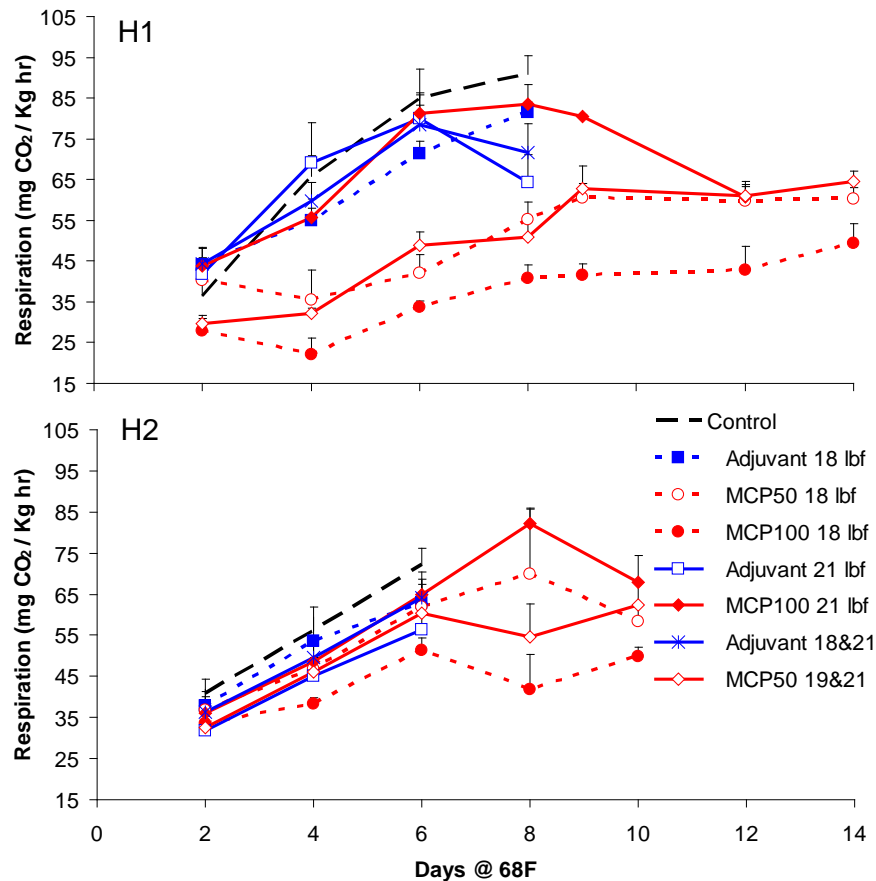 H1
Respiration (mg CO₂ / Kg hr)
105
95
85
75
65
55
45
35
25
15
H2
Respiration (mg CO₂ / Kg hr)
105
95
85
75
65
55
45
35
25
15
Control
Adjuvant 18 lbf
MCP50 18 lbf
MCP100 18 lbf
Adjuvant 21 lbf
MCP100 21 lbf
Adjuvant 18&21
MCP50 19&21
0 2 4 6 8 10 12 14
Days @ 68F